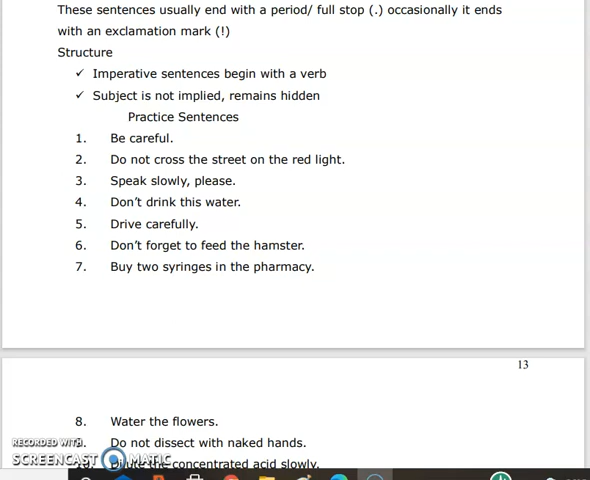 These sentences usually end with a period/ full stop (.) occasionally it ends
with an exclamation mark (!)
Structure
✓ Imperative sentences begin with a verb
✓ Subject is not implied, remains hidden
Practice Sentences
1. Be careful.
2. Do not cross the street on the red light.
3. Speak slowly, please.
4. Don't drink this water.
5. Drive carefully.
6. Don't forget to feed the hamster.
7. Buy two syringes in the pharmacy.
13
8. Water the flowers.
9. Do not dissect with naked hands.
10. Dilute the concentrated acid slowly.
RECORDED WITH
SCREENCAST MATIC